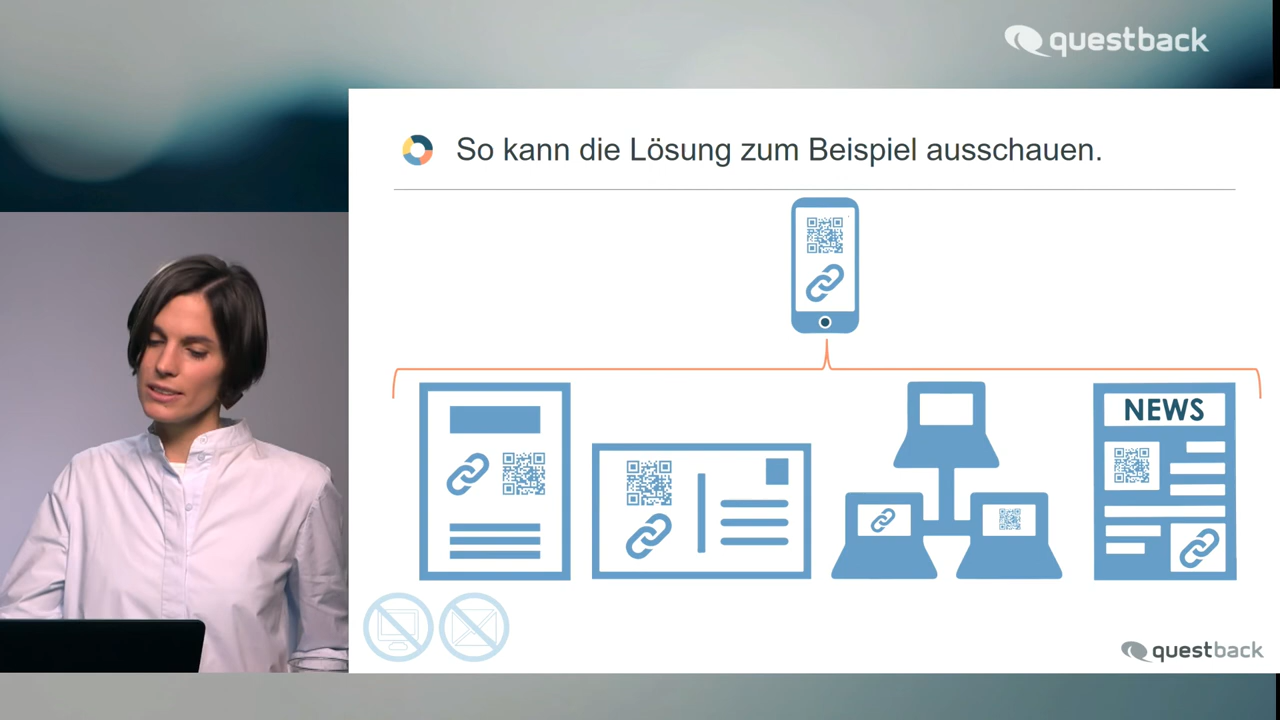 questback
So kann die Lösung zum Beispiel ausschauen.
NEWS
questback